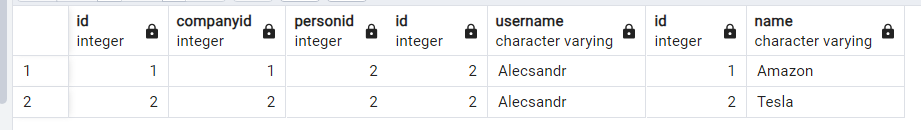 id companyid personid id username id name
integer integer integer integer character varying integer character varying
1 1 1 2 2 Alecsandr 1 Amazon
2 2 2 2 2 Alecsandr 2 Tesla